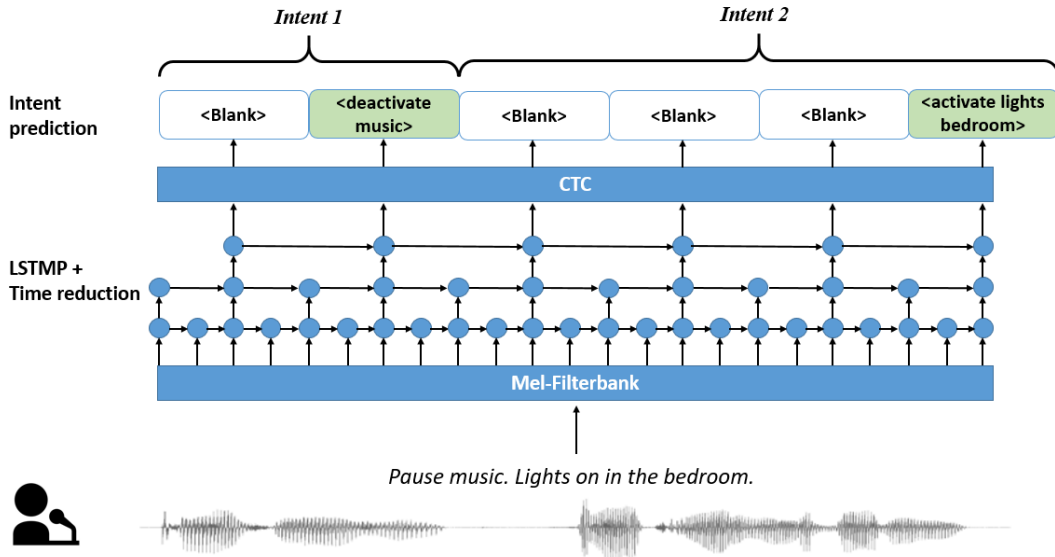 Intent 1
Intent 2
Intent
prediction
<Blank>
<deactivate
music>
<Blank>
<Blank>
<Blank>
<activate lights
bedroom>
CTC
LSTMP +
Time reduction
Mel-Filterbank
Pause music. Lights on in the bedroom.